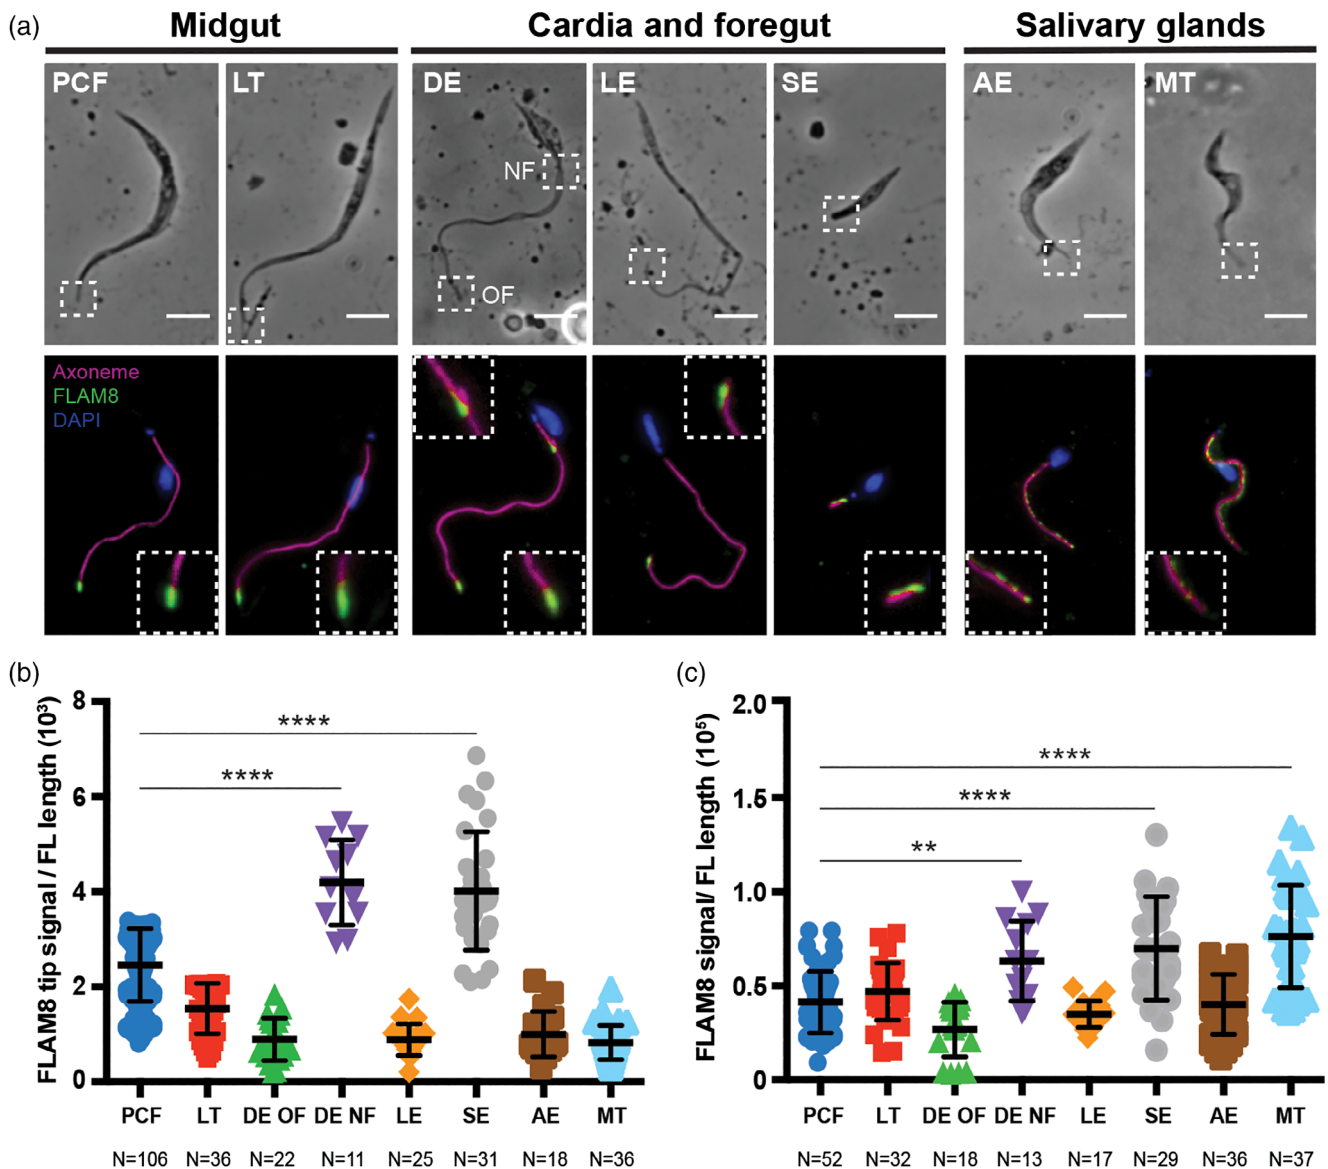 (a)
Midgut
Cardia and foregut
Salivary glands
PCF
LT
DE
LE
SE
AE
MT
NF
OF
Axoneme
FLAM8
DAPI
(b)
FLAM8 tip signal / FL length (10³)
8
6
4
2
0
****
****
PCF LT DE OF DE NF LE SE AE MT
N=106 N=36 N=22 N=11 N=25 N=31 N=18 N=36
(c)
FLAM8 signal/ FL length (10⁵)
2.0
1.5
1.0
0.5
0
****
****
**
PCF LT DE OF DE NF LE SE AE MT
N=52 N=32 N=18 N=13 N=17 N=29 N=36 N=37